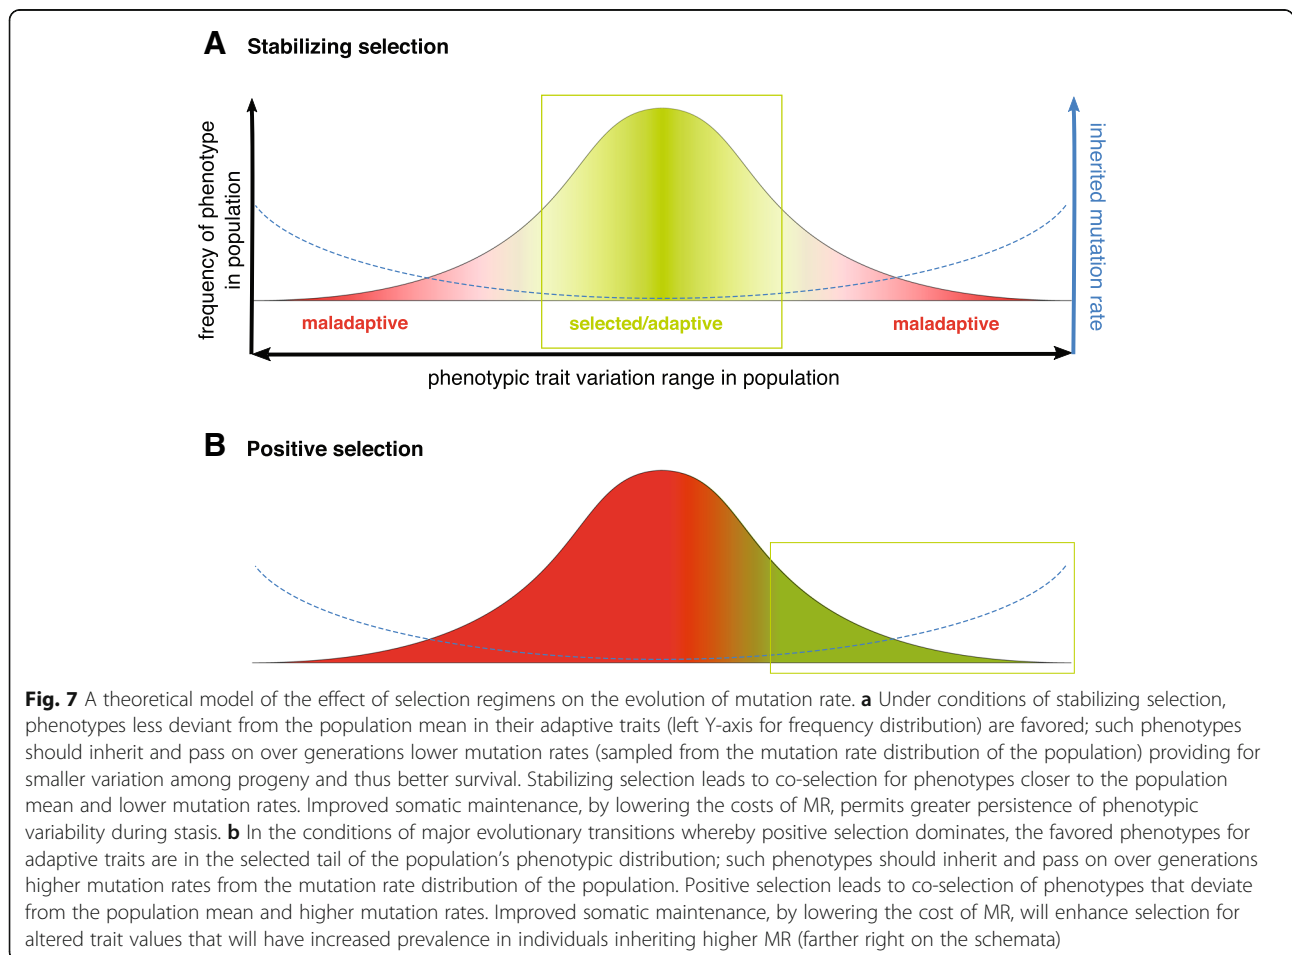 A Stabilizing selection
frequency of phenotype
in population
inherited mutation rate
maladaptive
selected/adaptive
maladaptive
phenotypic trait variation range in population
B Positive selection
Fig. 7 A theoretical model of the effect of selection regimens on the evolution of mutation rate. a Under conditions of stabilizing selection,
phenotypes less deviant from the population mean in their adaptive traits (left Y-axis for frequency distribution) are favored; such phenotypes
should inherit and pass on over generations lower mutation rates (sampled from the mutation rate distribution of the population) providing for
smaller variation among progeny and thus better survival. Stabilizing selection leads to co-selection for phenotypes closer to the population
mean and lower mutation rates. Improved somatic maintenance, by lowering the costs of MR, permits greater persistence of phenotypic
variability during stasis. b In the conditions of major evolutionary transitions whereby positive selection dominates, the favored phenotypes for
adaptive traits are in the selected tail of the population's phenotypic distribution; such phenotypes should inherit and pass on over generations
higher mutation rates from the mutation rate distribution of the population. Positive selection leads to co-selection of phenotypes that deviate
from the population mean and higher mutation rates. Improved somatic maintenance, by lowering the cost of MR, will enhance selection for
altered trait values that will have increased prevalence in individuals inheriting higher MR (farther right on the schemata)